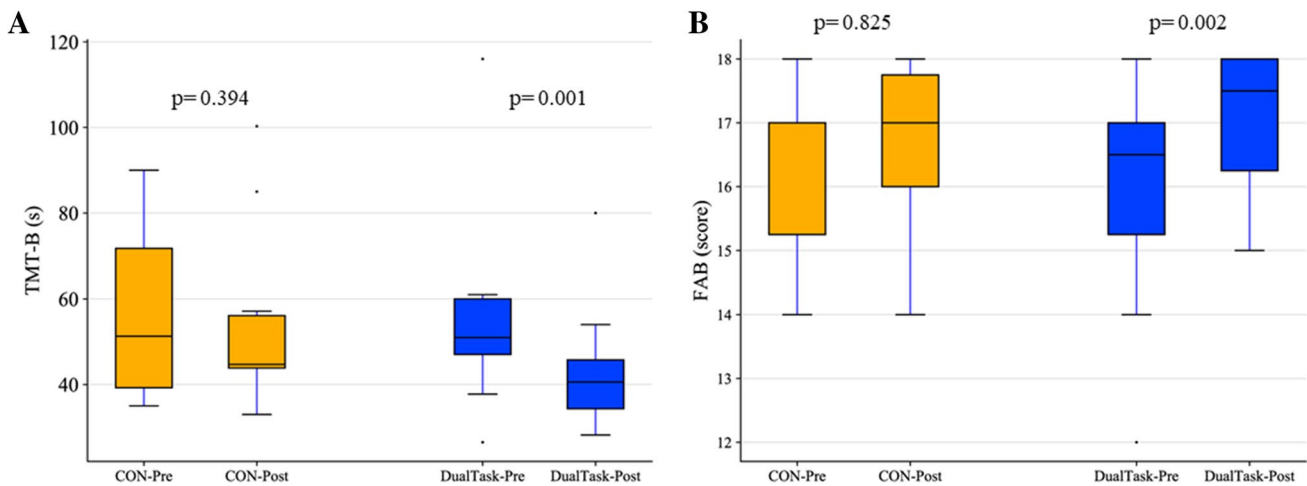 A
TMT-B (s)
120
100
80
60
40
p=0.394
p=0.001
CON-Pre
CON-Post
DualTask-Pre
DualTask-Post
B
FAB (score)
p=0.825
p=0.002
18
17
16
15
14
13
12
CON-Pre
CON-Post
DualTask-Pre
DualTask-Post